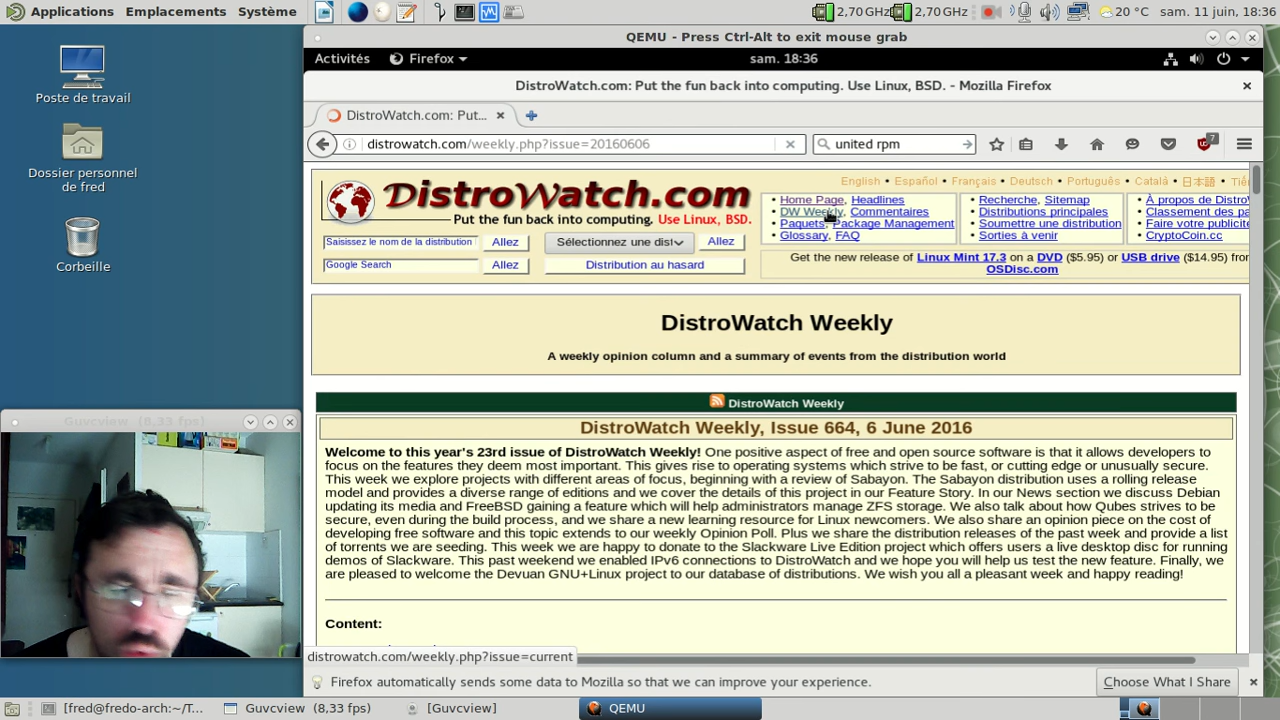 Applications Emplacements Système
2,70 GHz 2,70 GHz 20 °C sam. 11 juin, 18:36
Poste de travail
Dossier personnel
de fred
Corbeille
QEMU - Press Ctrl-Alt to exit mouse grab
Activités Firefox sam. 18:36
DistroWatch.com: Put the fun back into computing. Use Linux, BSD. - Mozilla Firefox
DistroWatch.com: Put...
distrowatch.com/weekly.php?issue=20160606
united rpm
7
English • Español • Français • Deutsch • Português • Català • 日本語 •
DistroWatch.com
Put the fun back into computing. Use Linux, BSD.
• Home Page, Headlines
• DW Weekly, Commentaires
• Paquets, Package Management
• Glossary, FAQ
• Recherche, Sitemap
• Distributions principales
• Soumettre une distribution
• Sorties à venir
• À propos de DistroV
• Classement des pa
• Faire votre publicité
• CryptoCoin.cc
Saisissez le nom de la distribution Allez
Sélectionnez une dist Allez
Google Search Allez
Distribution au hasard
Get the new release of Linux Mint 17.3 on a DVD ($5.95) or USB drive ($14.95) from
OSDisc.com
DistroWatch Weekly
A weekly opinion column and a summary of events from the distribution world
DistroWatch Weekly
DistroWatch Weekly, Issue 664, 6 June 2016
Welcome to this year's 23rd issue of DistroWatch Weekly! One positive aspect of free and open source software is that it allows developers to
focus on the features they deem most important. This gives rise to operating systems which strive to be fast, or cutting edge or unusually secure.
This week we explore projects with different areas of focus, beginning with a review of Sabayon. The Sabayon distribution uses a rolling release
model and provides a diverse range of editions and we cover the details of this project in our Feature Story. In our News section we discuss Debian
updating its media and FreeBSD gaining a feature which will help administrators manage ZFS storage. We also talk about how Qubes strives to be
secure, even during the build process, and we share a new learning resource for Linux newcomers. We also share an opinion piece on the cost of
developing free software and this topic extends to our weekly Opinion Poll. Plus we share the distribution releases of the past week and provide a list
of torrents we are seeding. This week we are happy to donate to the Slackware Live Edition project which offers users a live desktop disc for running
demos of Slackware. This past weekend we enabled IPv6 connections to DistroWatch and we hope you will help us test the new feature. Finally, we
are pleased to welcome the Devuan GNU+Linux project to our database of distributions. We wish you all a pleasant week and happy reading!
Content:
distrowatch.com/weekly.php?issue=current
Firefox automatically sends some data to Mozilla so that we can improve your experience.
Choose What I Share
Guvcview (8,33 fps)
[fred@fredo-arch:~/T...
Guvcview (8,33 fps)
[Guvcview]
QEMU